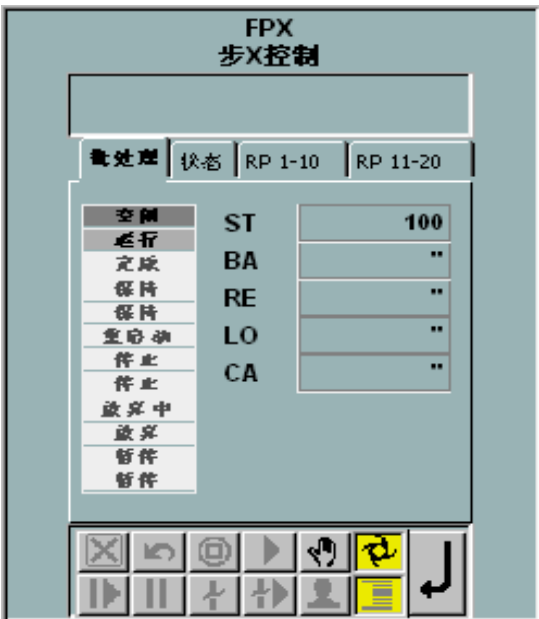 FPX
步X控制
批处理 状态 RP 1-10 RP 11-20
空闲
运行
完成
保持
保持
重启动
停止
停止
放弃中
放弃
暂停
暂停
ST 100
BA "
RE "
LO "
CA "